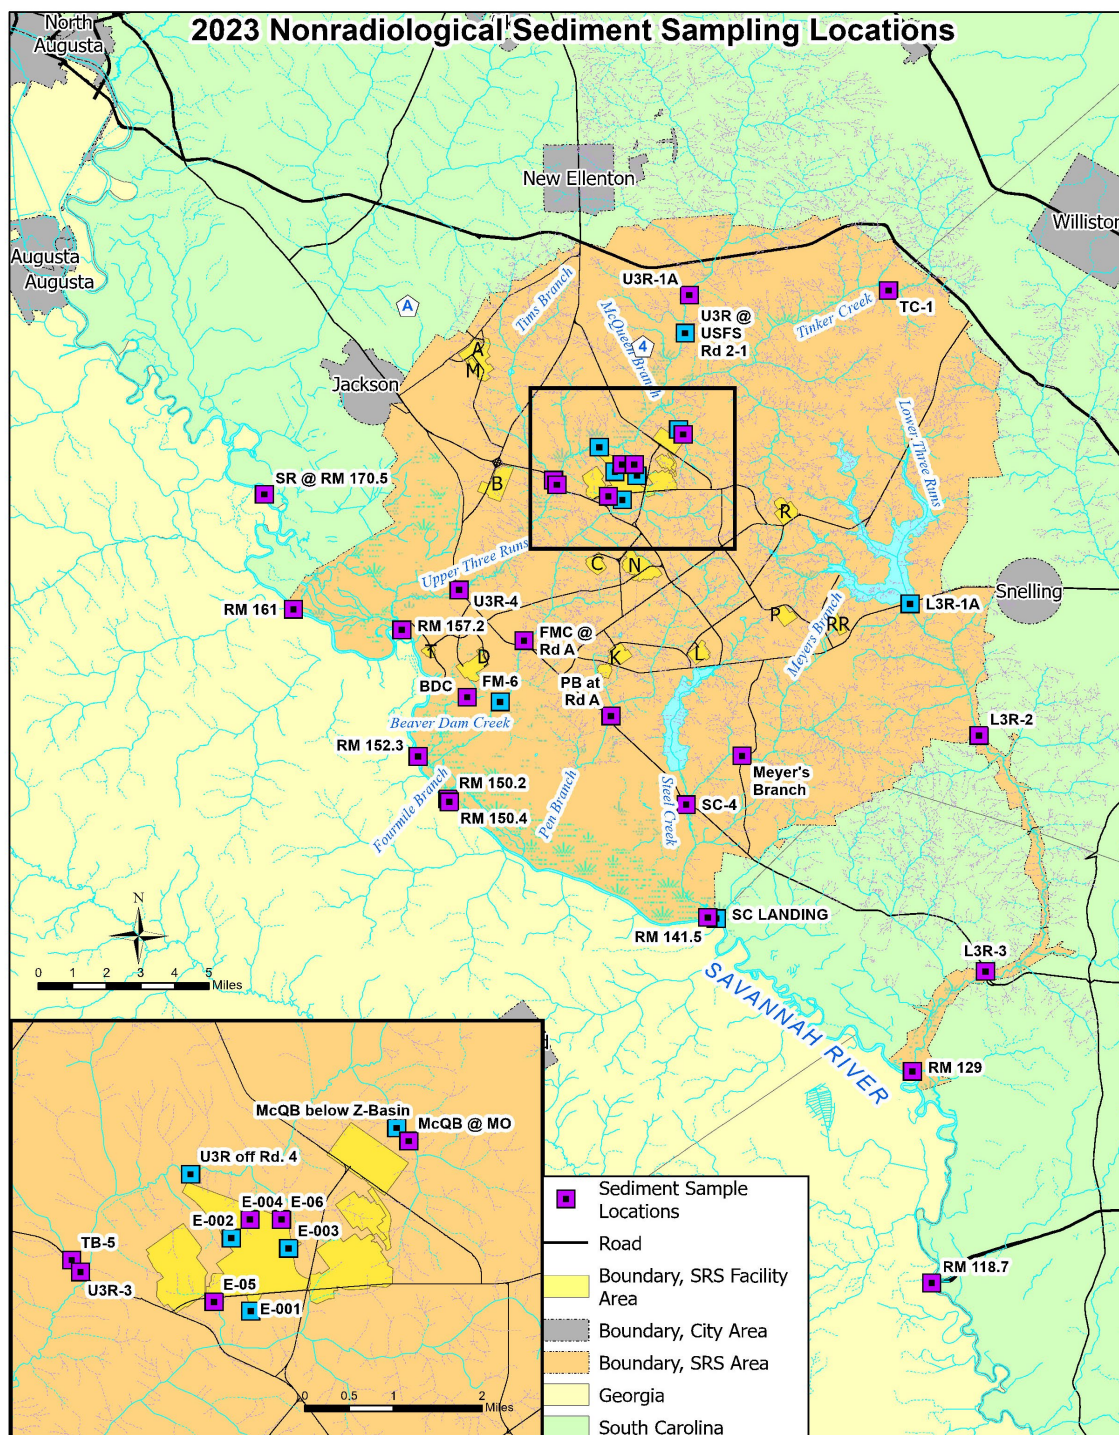 2023 Nonradiological Sediment Sampling Locations
North
Augusta
New Ellenton
Williston
Augusta
Augusta
A
Tims Branch
U3R-1A
McQueen Branch
U3R @
USFS
Rd 2-1
4
Tinker Creek
TC-1
A
M
Jackson
Lower Three Runs
SR @ RM 170.5
B
R
Upper Three Runs
C
N
Snelling
U3R-4
L3R-1A
RM 161
RM 157.2
FMC @
Rd A
P
RR
Meyers Branch
T
D
K
L
BDC
FM-6
PB at
Rd A
Beaver Dam Creek
L3R-2
RM 152.3
Meyer's
Branch
RM 150.2
RM 150.4
Fourmile Branch
Pen Branch
Steel Creek
SC-4
N
SC LANDING
RM 141.5
0 1 2 3 4 5
Miles
L3R-3
SAVANNAH RIVER
RM 129
McQB below Z-Basin
McQB @ MO
U3R off Rd. 4
E-004
E-06
E-002
E-003
TB-5
U3R-3
E-05
E-001
0 0.5 1 2
Miles
RM 118.7
Sediment Sample
Locations
Road
Boundary, SRS Facility
Area
Boundary, City Area
Boundary, SRS Area
Georgia
South Carolina